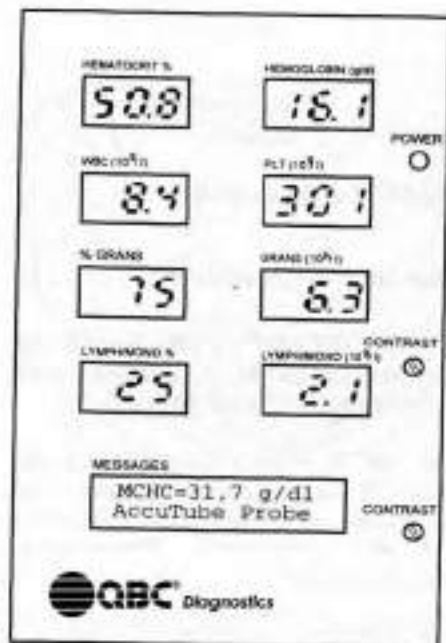 HEMATOCRIT %
50.8
HEMOGLOBIN (g/dl)
16.1
POWER
WBC (10⁹/l)
8.4
PLT (10⁹/l)
301
% GRANS
75
GRANS (10⁹/l)
6.3
CONTRAST
LYMPH/MONO %
25
LYMPH/MONO (10⁹/l)
2.1
MESSAGES
MCHC=31.7 g/dl
AccuTube Probe
CONTRAST
QBC® Diagnostics